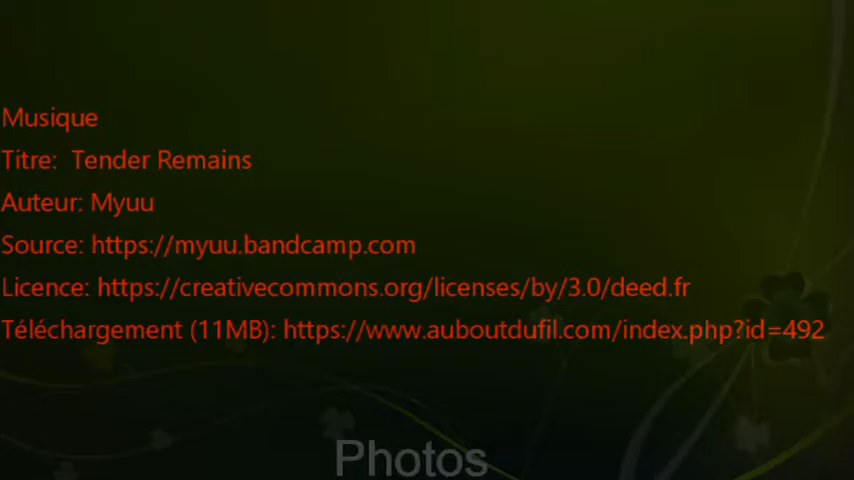 Musique
Titre:  Tender Remains
Auteur: Myuu
Source: https://myuu.bandcamp.com
Licence: https://creativecommons.org/licenses/by/3.0/deed.fr
Téléchargement (11MB): https://www.auboutdufil.com/index.php?id=492
Photos